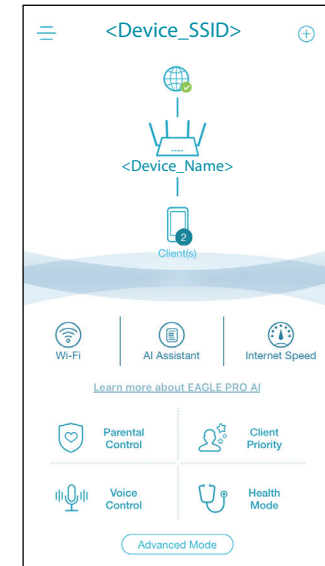 <Device_SSID>
<Device_Name>
2
Client(s)
Wi-Fi
AI Assistant
Internet Speed
Learn more about EAGLE PRO AI
Parental
Control
Client
Priority
Voice
Control
Health
Mode
Advanced Mode